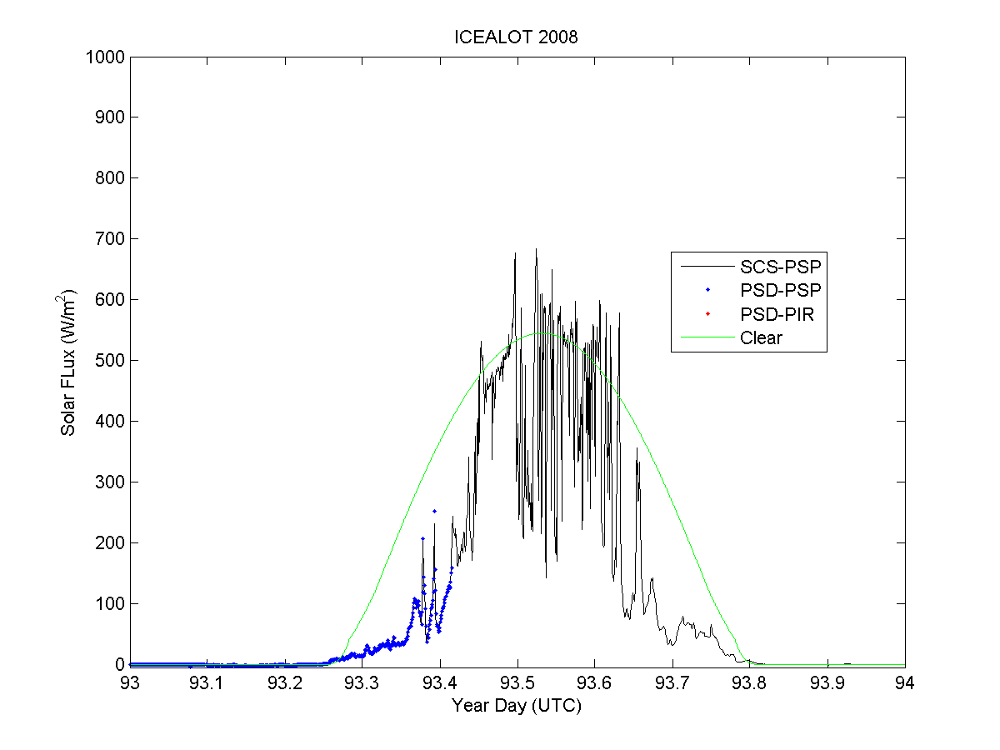 ICEALOT 2008
1000
900
800
700
600
500
400
300
200
100
0
Solar FLux (W/m²)
SCS-PSP
PSD-PSP
PSD-PIR
Clear
93 93.1 93.2 93.3 93.4 93.5 93.6 93.7 93.8 93.9 94
Year Day (UTC)